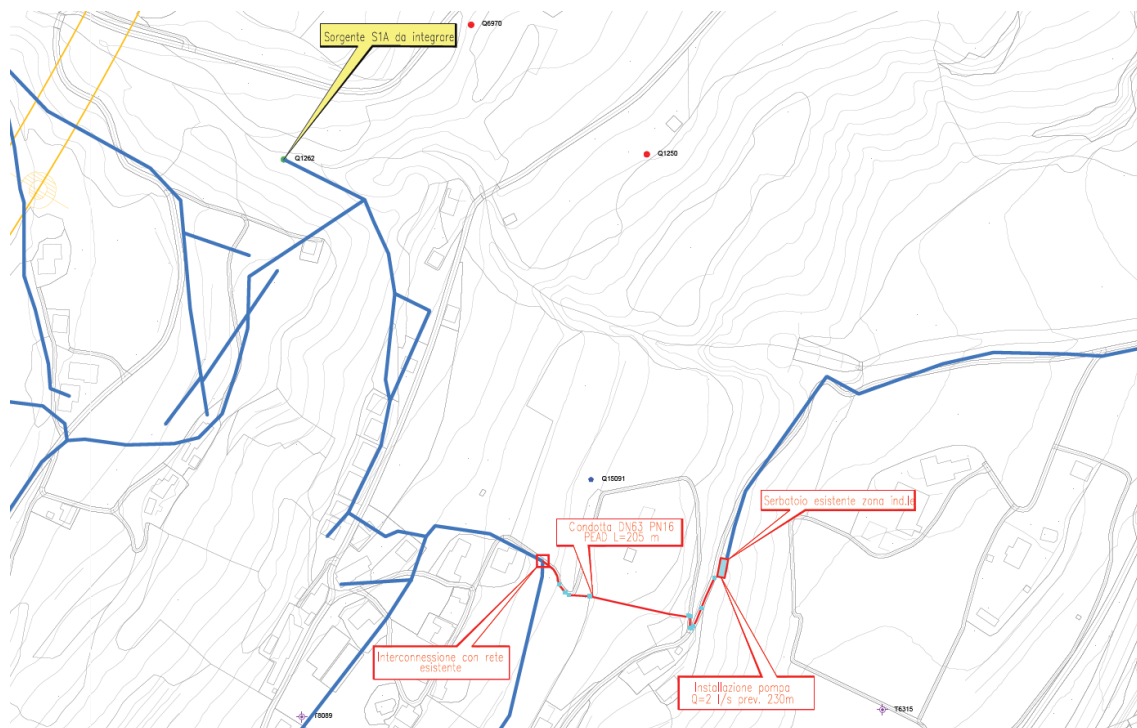 Q6970
Sorgente S1A da integrare
Q1250
Q1262
Q15091
Serbatoio esistente zona ind.le
Condotta DN63 PN16
PEAD L=205 m
Interconnessione con rete
esistente
Installazione pompa
Q=2 l/s prev. 230m
T8089
T6315